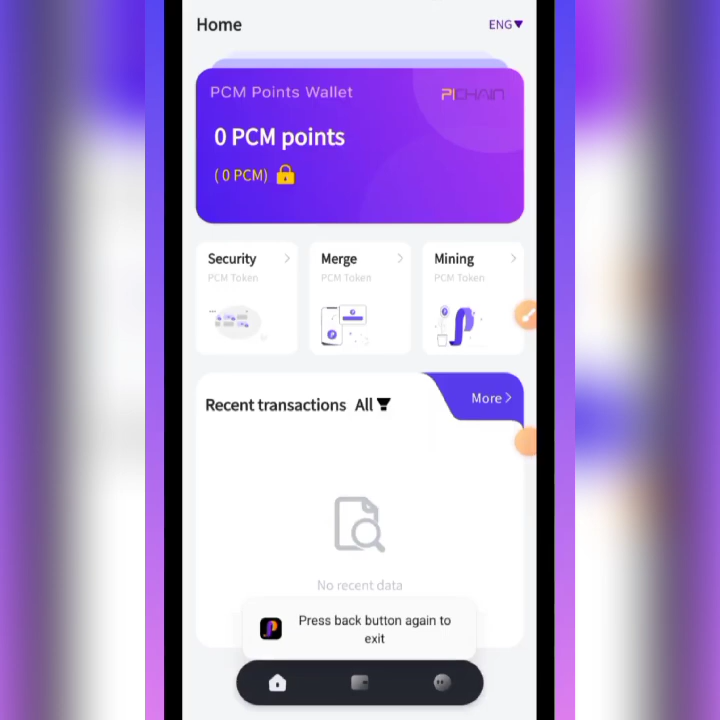 Home
ENG
PCM Points Wallet
PICHAIN
0 PCM points
( 0 PCM)
Security
Merge
Mining
PCM Token
PCM Token
PCM Token
Recent transactions All
More
No recent data
Press back button again to
exit